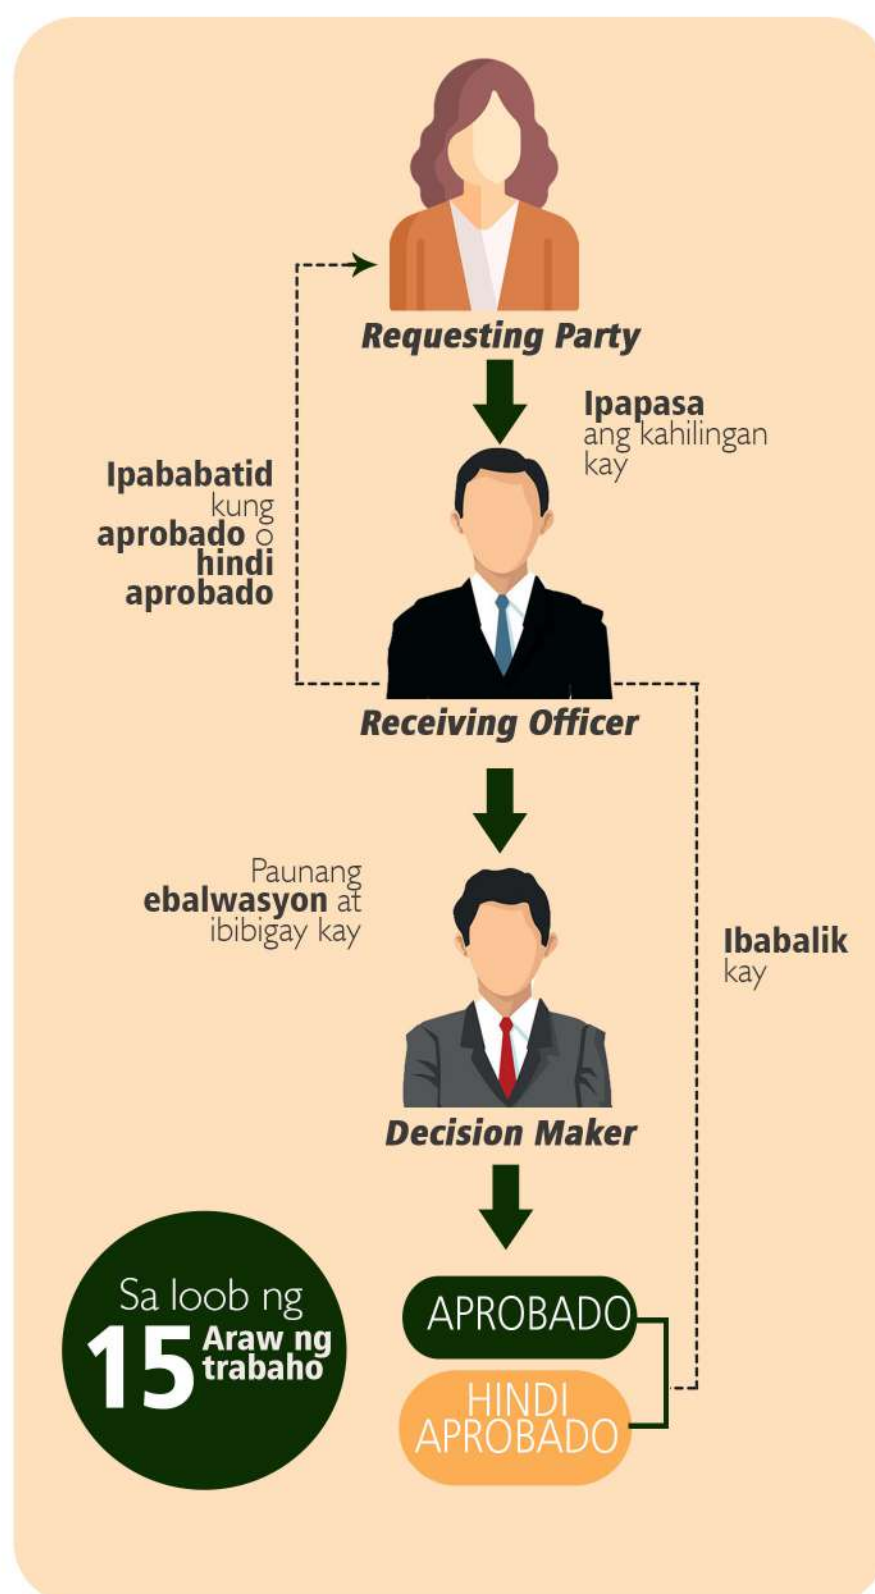 Requesting Party
Ipapasa
ang kahilingan
kay
Ipababatid
kung
aprobado o
hindi
aprobado
Receiving Officer
Paunang
ebalwasyon at
ibibigay kay
Ibabalik
kay
Decision Maker
Sa loob ng
15 Araw ng
trabaho
APROBADO
HINDI
APROBADO